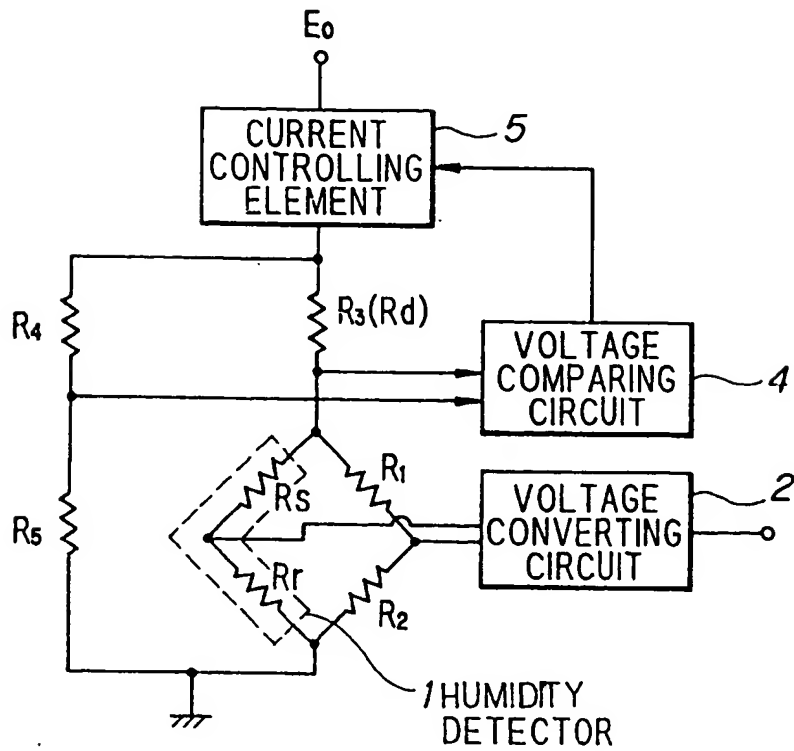 E0
CURRENT
CONTROLLING
ELEMENT
5
R4
R3(Rd)
VOLTAGE
COMPARING
CIRCUIT
4
R5
Rs
R1
VOLTAGE
CONVERTING
CIRCUIT
2
Rr
R2
1 HUMIDITY
DETECTOR